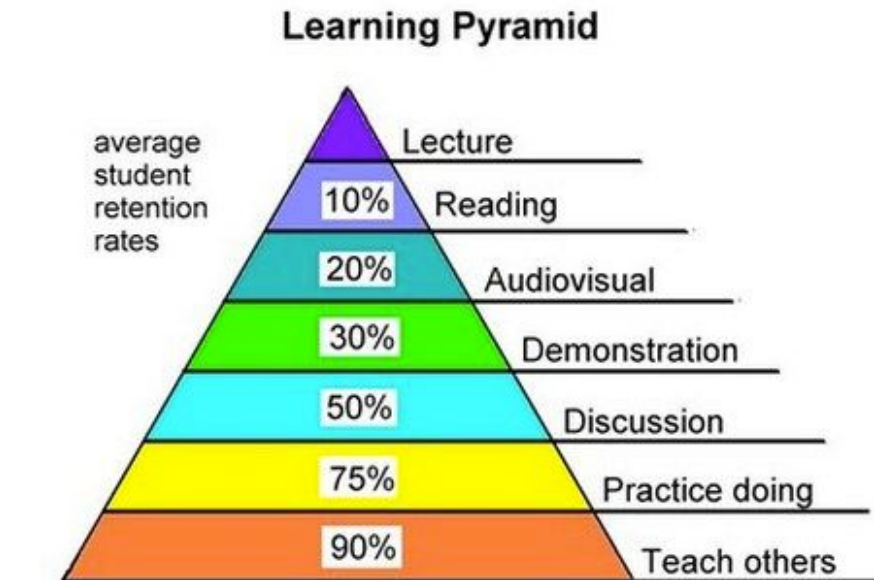 Learning Pyramid
average
student
retention
rates
Lecture
10% Reading
20% Audiovisual
30% Demonstration
50% Discussion
75% Practice doing
90% Teach others